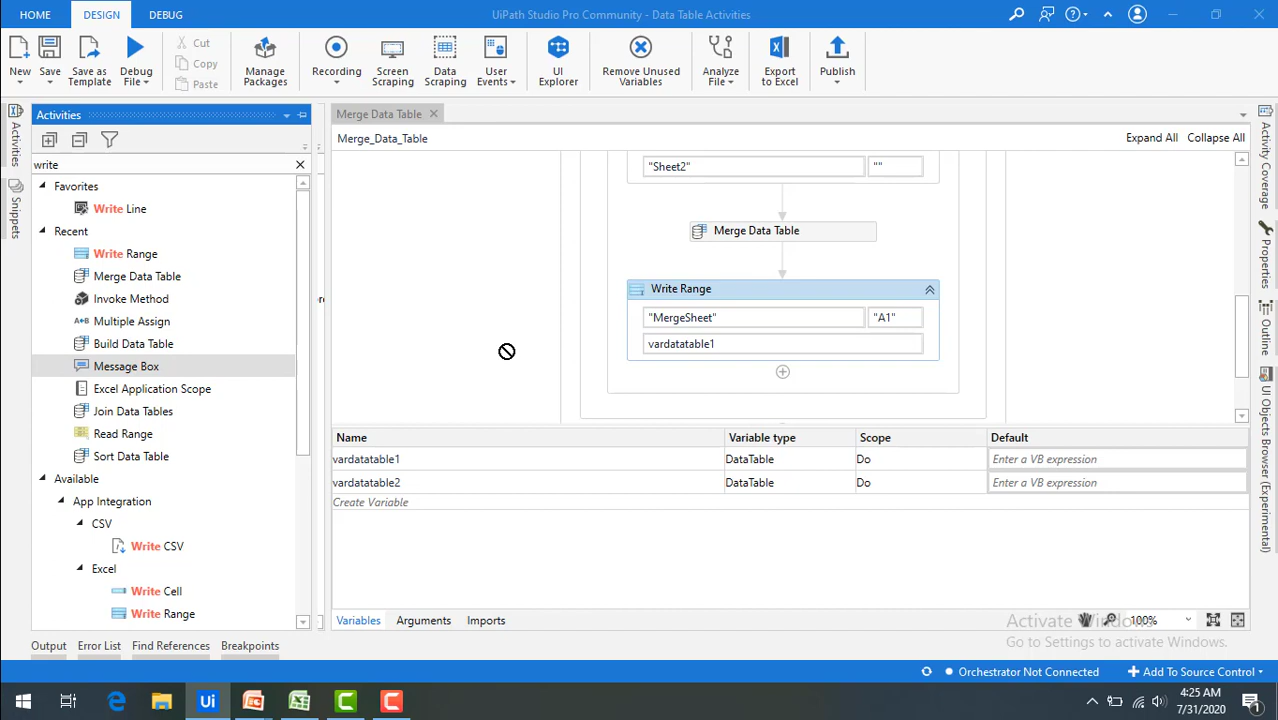 HOME DESIGN DEBUG
UiPath Studio Pro Community - Data Table Activities
New
Save
Save as
Template
Debug
File
Cut
Copy
Paste
Manage
Packages
Recording
Screen
Scraping
Data
Scraping
User
Events
UI
Explorer
Remove Unused
Variables
Analyze
File
Export
to Excel
Publish
Activities
Snippets
Activities
write
Favorites
Write Line
Recent
Write Range
Merge Data Table
Invoke Method
Multiple Assign
Build Data Table
Message Box
Excel Application Scope
Join Data Tables
Read Range
Sort Data Table
Available
App Integration
CSV
Write CSV
Excel
Write Cell
Write Range
Merge Data Table
Merge_Data_Table
Expand All Collapse All
"Sheet2" ""
Merge Data Table
Write Range
"MergeSheet" "A1"
vardatatable1
Name Variable type Scope Default
vardatatable1 DataTable Do Enter a VB expression
vardatatable2 DataTable Do Enter a VB expression
Create Variable
Variables Arguments Imports
100%
Activity Coverage
Properties
Outline
UI Objects Browser (Experimental)
Activate Windows
Go to Settings to activate Windows.
Output Error List Find References Breakpoints
Orchestrator Not Connected
Add To Source Control
Ui
4:25 AM
7/31/2020
1